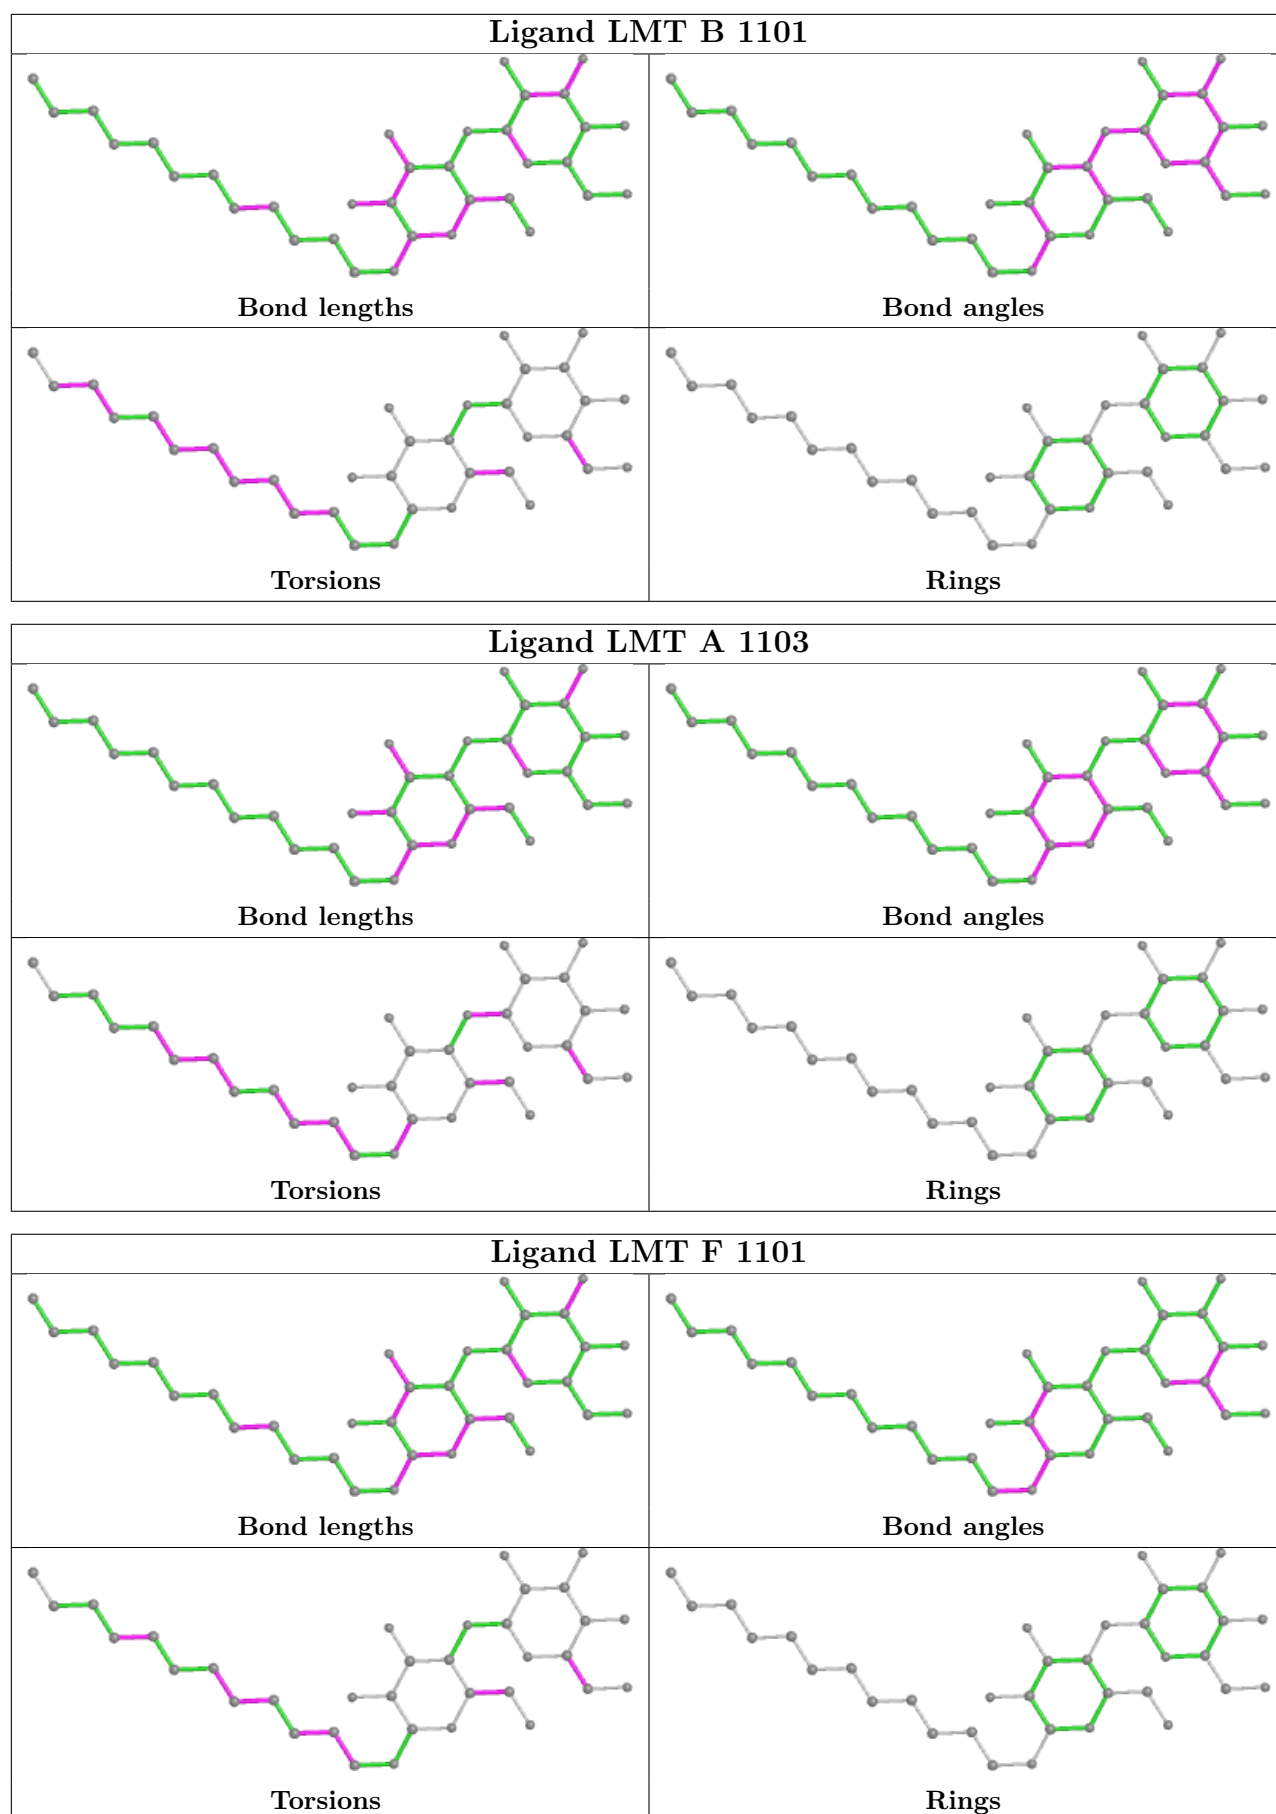 Ligand LMT B 1101
Bond lengths
Bond angles
Torsions
Rings
Ligand LMT A 1103
Bond lengths
Bond angles
Torsions
Rings
Ligand LMT F 1101
Bond lengths
Bond angles
Torsions
Rings